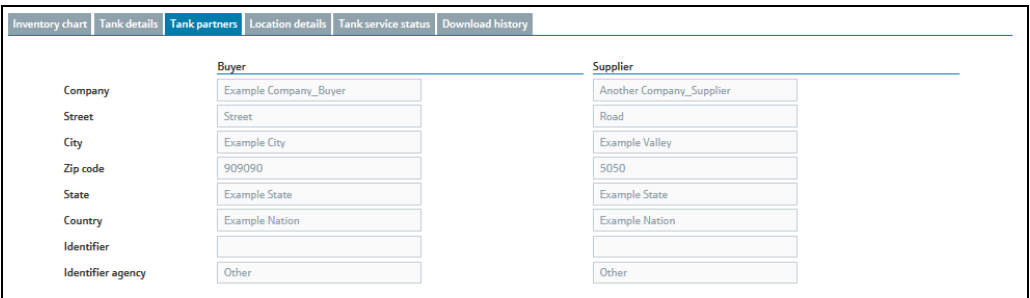 Inventory chart Tank details Tank partners Location details Tank service status Download history
Buyer Supplier
Company Example Company_Buyer Another Company_Supplier
Street Street Road
City Example City Example Valley
Zip code 909090 5050
State Example State Example State
Country Example Nation Example Nation
Identifier
Identifier agency Other Other